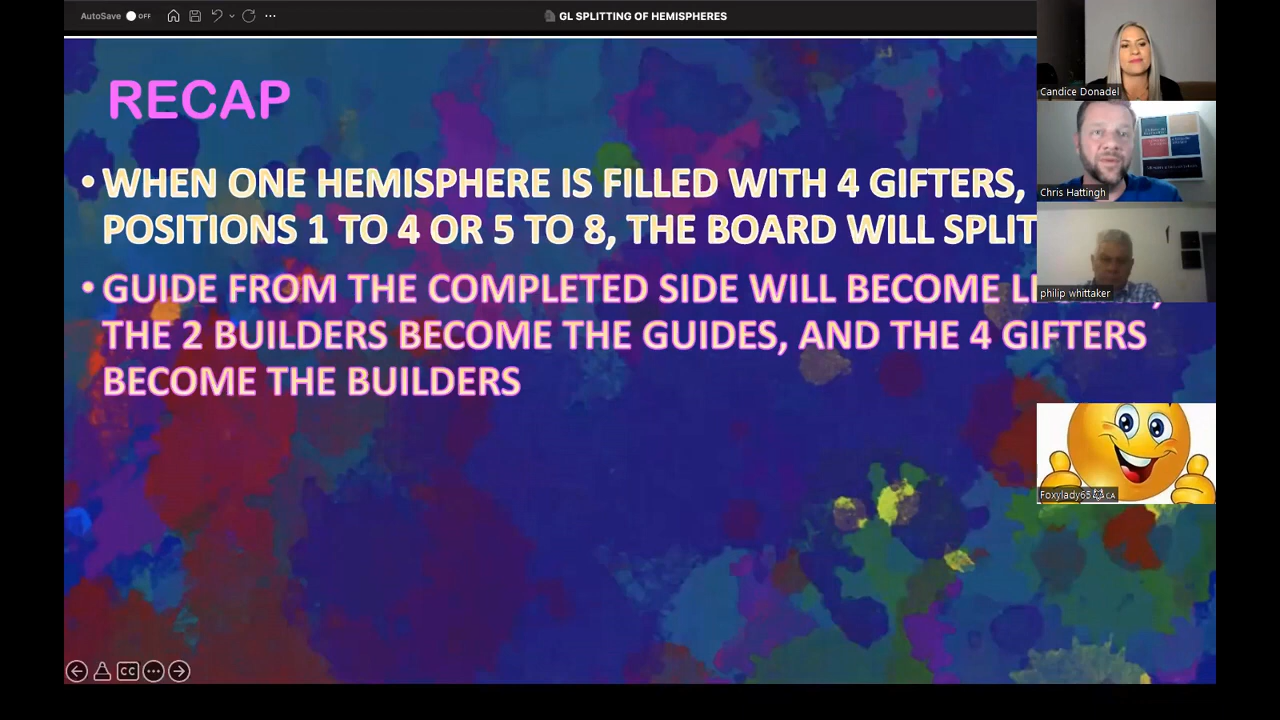 AutoSave OFF
GL SPLITTING OF HEMISPHERES
RECAP
• WHEN ONE HEMISPHERE IS FILLED WITH 4 GIFTERS,
POSITIONS 1 TO 4 OR 5 TO 8, THE BOARD WILL SPLIT
• GUIDE FROM THE COMPLETED SIDE WILL BECOME
THE 2 BUILDERS BECOME THE GUIDES, AND THE 4 GIFTERS
BECOME THE BUILDERS
CC
Candice Donadel
Chris Hattingh
philip whittaker